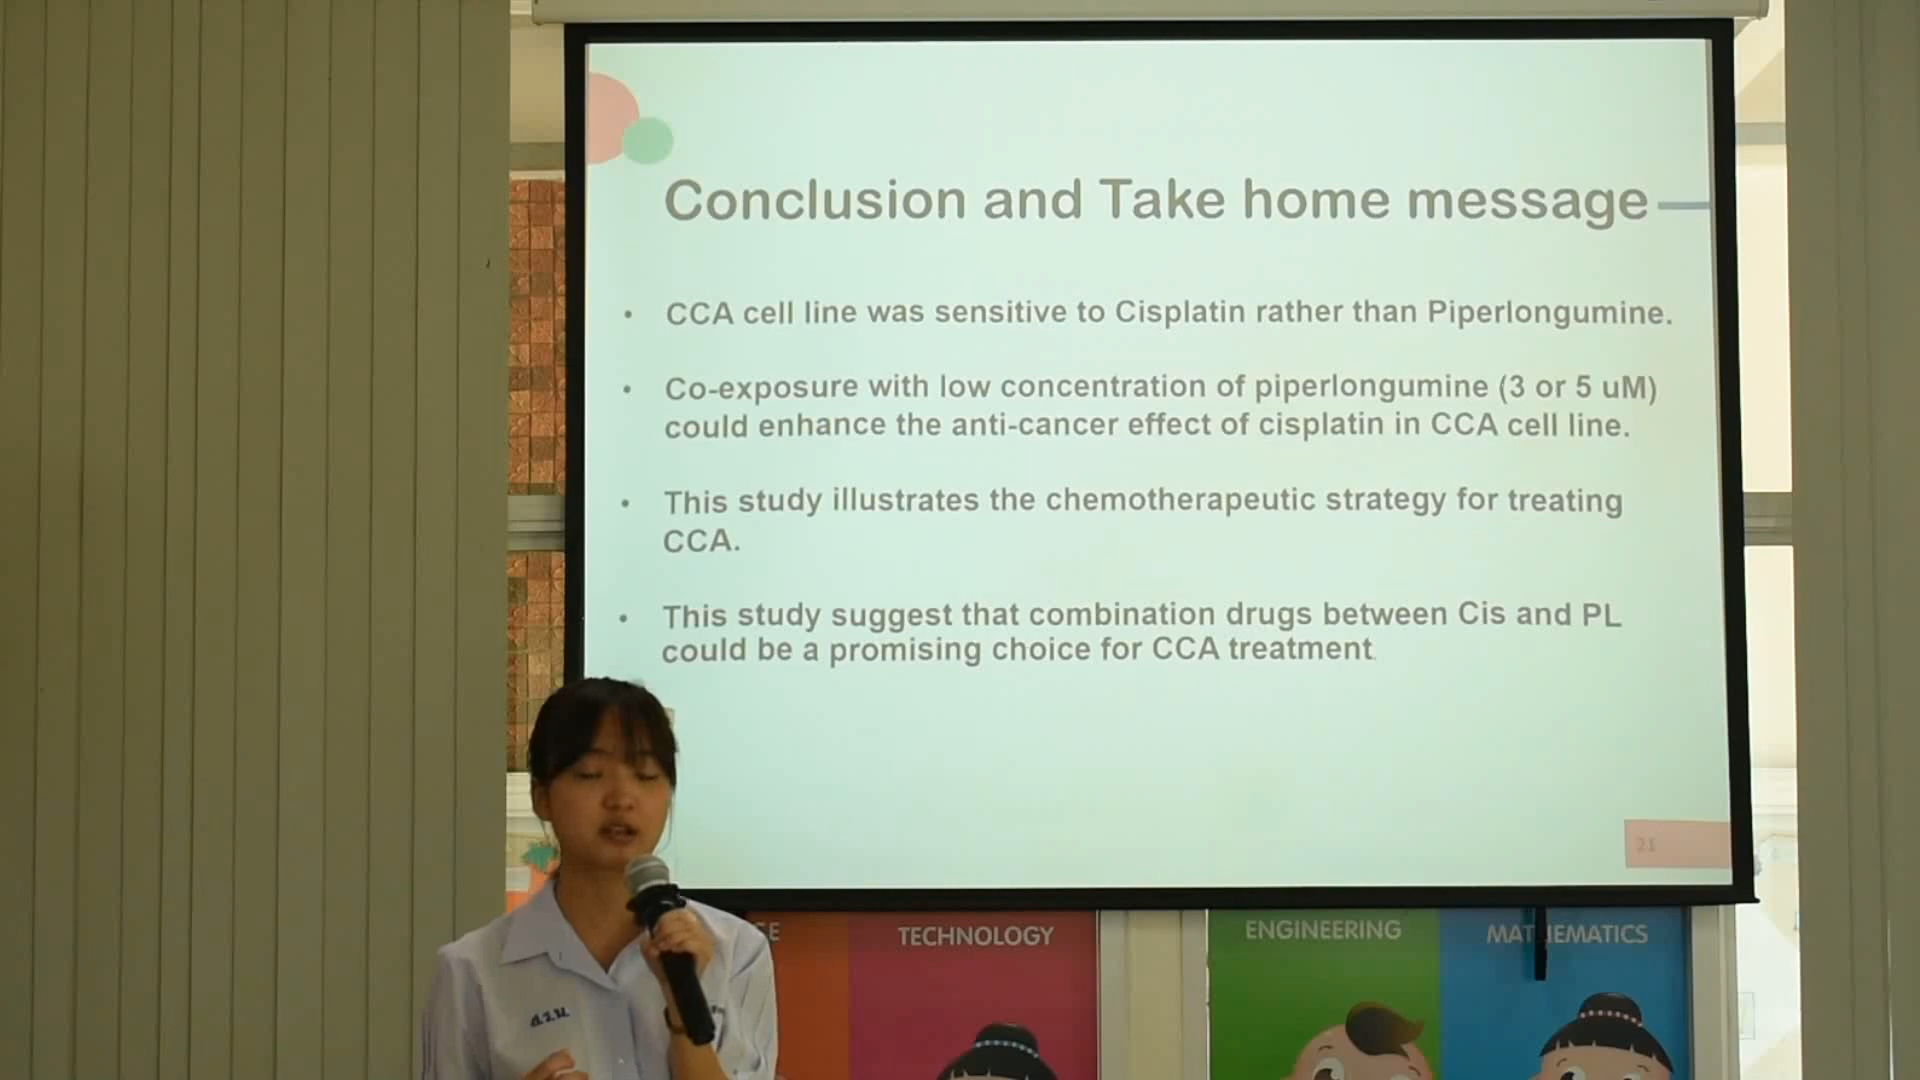 Conclusion and Take home message
• CCA cell line was sensitive to Cisplatin rather than Piperlongumine.
• Co-exposure with low concentration of piperlongumine (3 or 5 uM)
could enhance the anti-cancer effect of cisplatin in CCA cell line.
• This study illustrates the chemotherapeutic strategy for treating
CCA.
• This study suggest that combination drugs between Cis and PL
could be a promising choice for CCA treatment.
21
TECHNOLOGY
ENGINEERING
MATHEMATICS